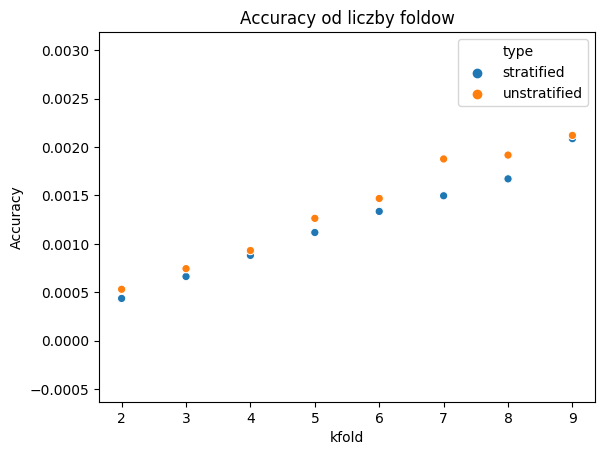 Accuracy od liczby foldow
0.0030
0.0025
0.0020
0.0015
0.0010
0.0005
0.0000
−0.0005
Accuracy
type
stratified
unstratified
2 3 4 5 6 7 8 9
kfold